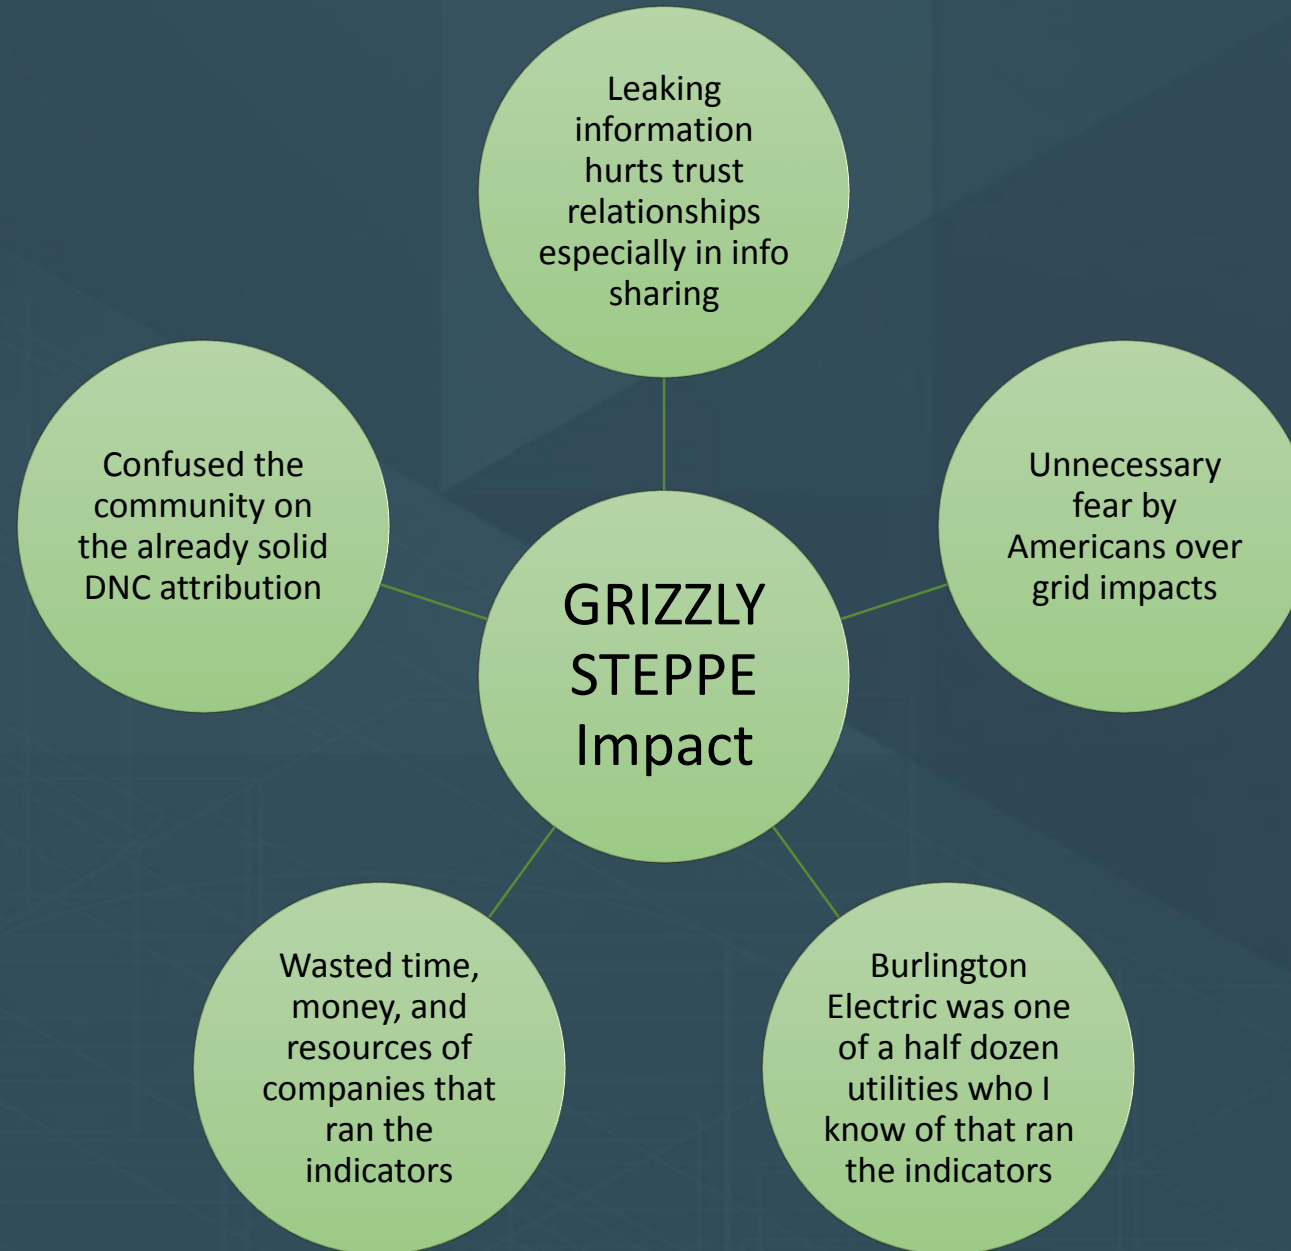 Leaking
information
hurts trust
relationships
especially in info
sharing
Confused the
community on
the already solid
DNC attribution
Unnecessary
fear by
Americans over
grid impacts
GRIZZLY
STEPPE
Impact
Wasted time,
money, and
resources of
companies that
ran the
indicators
Burlington
Electric was one
of a half dozen
utilities who I
know of that ran
the indicators